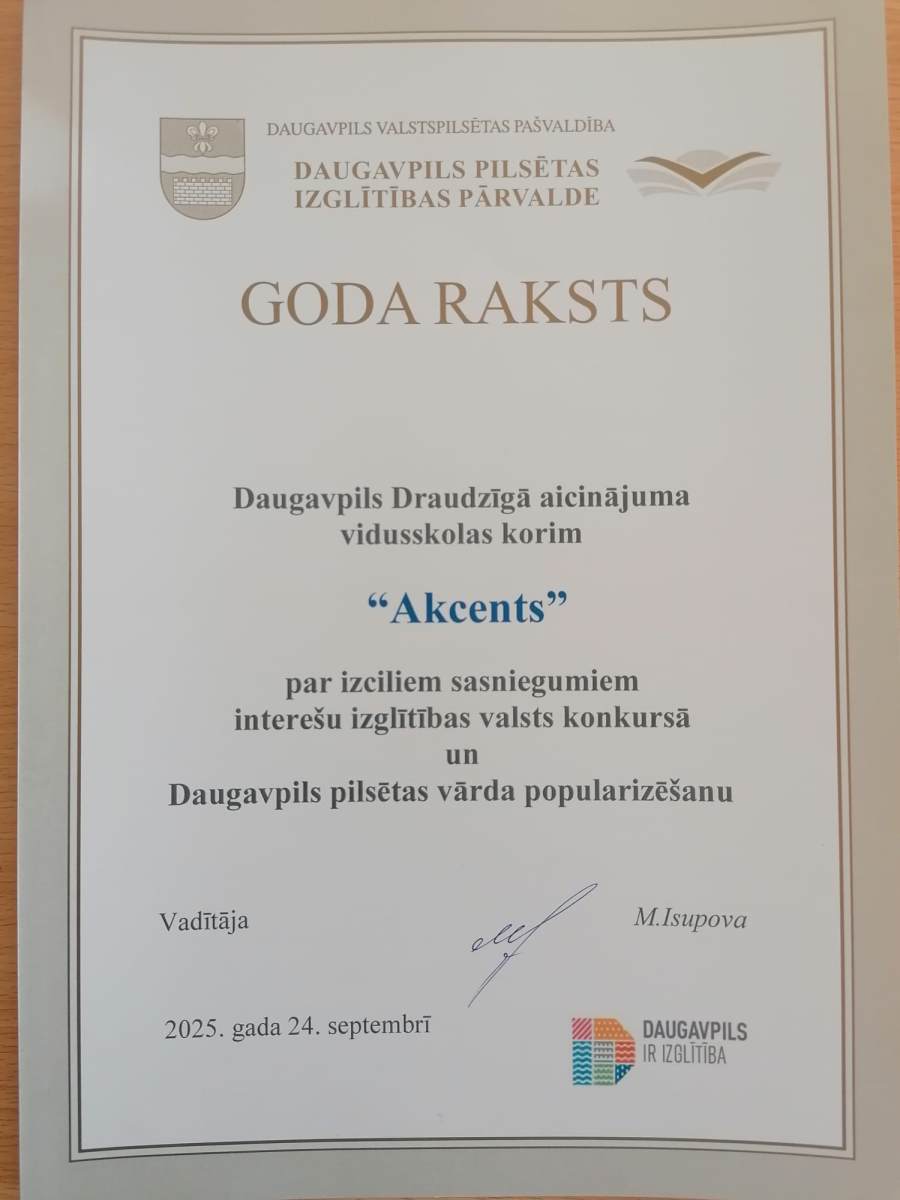 DAUGAVPILS VALSTSPILSĒTAS PAŠVALDĪBA
DAUGAVPILS PILSĒTAS
IZGLĪTĪBAS PĀRVALDE
GODA RAKSTS
Daugavpils Draudzīgā aicinājuma
vidusskolas korim
“Akcents”
par izciliem sasniegumiem
interešu izglītības valsts konkursā
un
Daugavpils pilsētas vārda popularizēšanu
Vadītāja
M.Isupova
2025. gada 24. septembrī
DAUGAVPILS
IR IZGLĪTĪBA